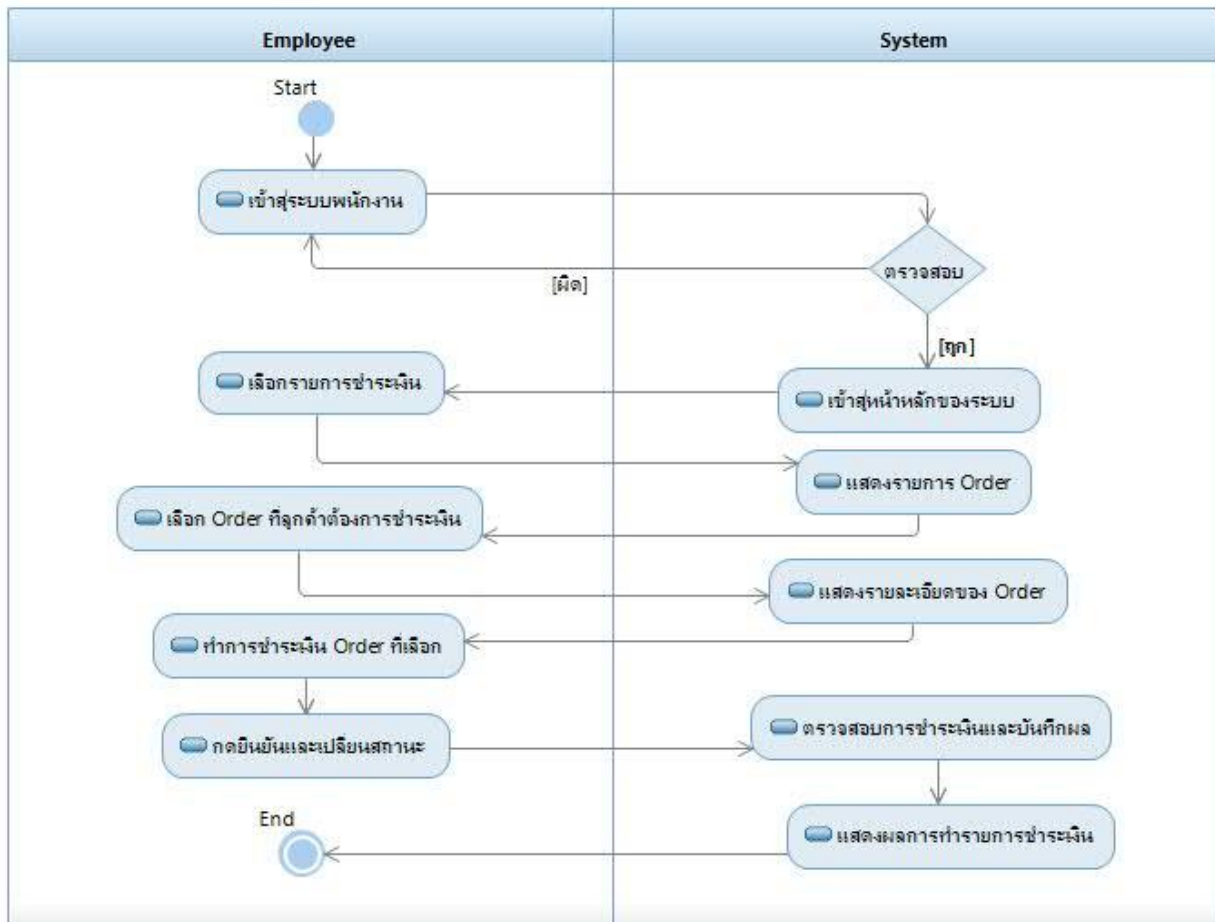 Employee
System
Start
เข้าสู่ระบบพนักงาน
ตรวจสอบ
[ผิด]
[ถูก]
เลือกรายการชำระเงิน
เข้าสู่หน้าหลักของระบบ
แสดงรายการ Order
เลือก Order ที่ลูกค้าต้องการชำระเงิน
แสดงรายละเอียดของ Order
ทำการชำระเงิน Order ที่เลือก
ตรวจสอบการชำระเงินและบันทึกผล
กดยืนยันและเปลี่ยนสถานะ
End
แสดงผลการทำรายการชำระเงิน